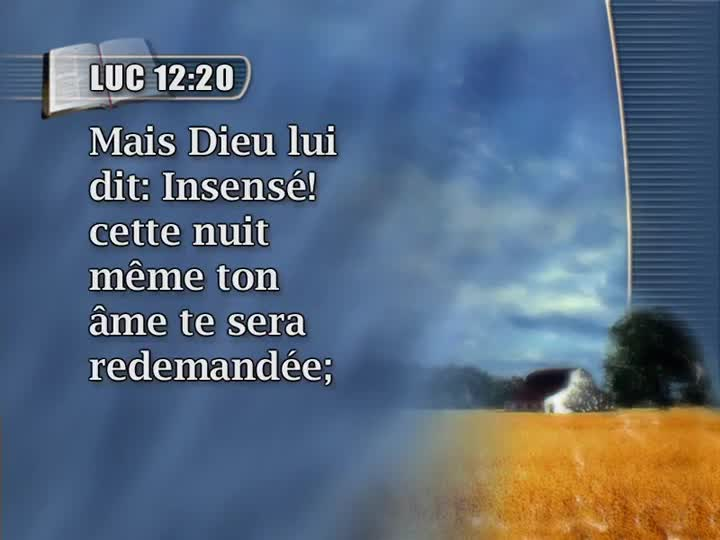 LUC 12:20
Mais Dieu lui
dit: Insensé!
cette nuit
même ton
âme te sera
redemandée;